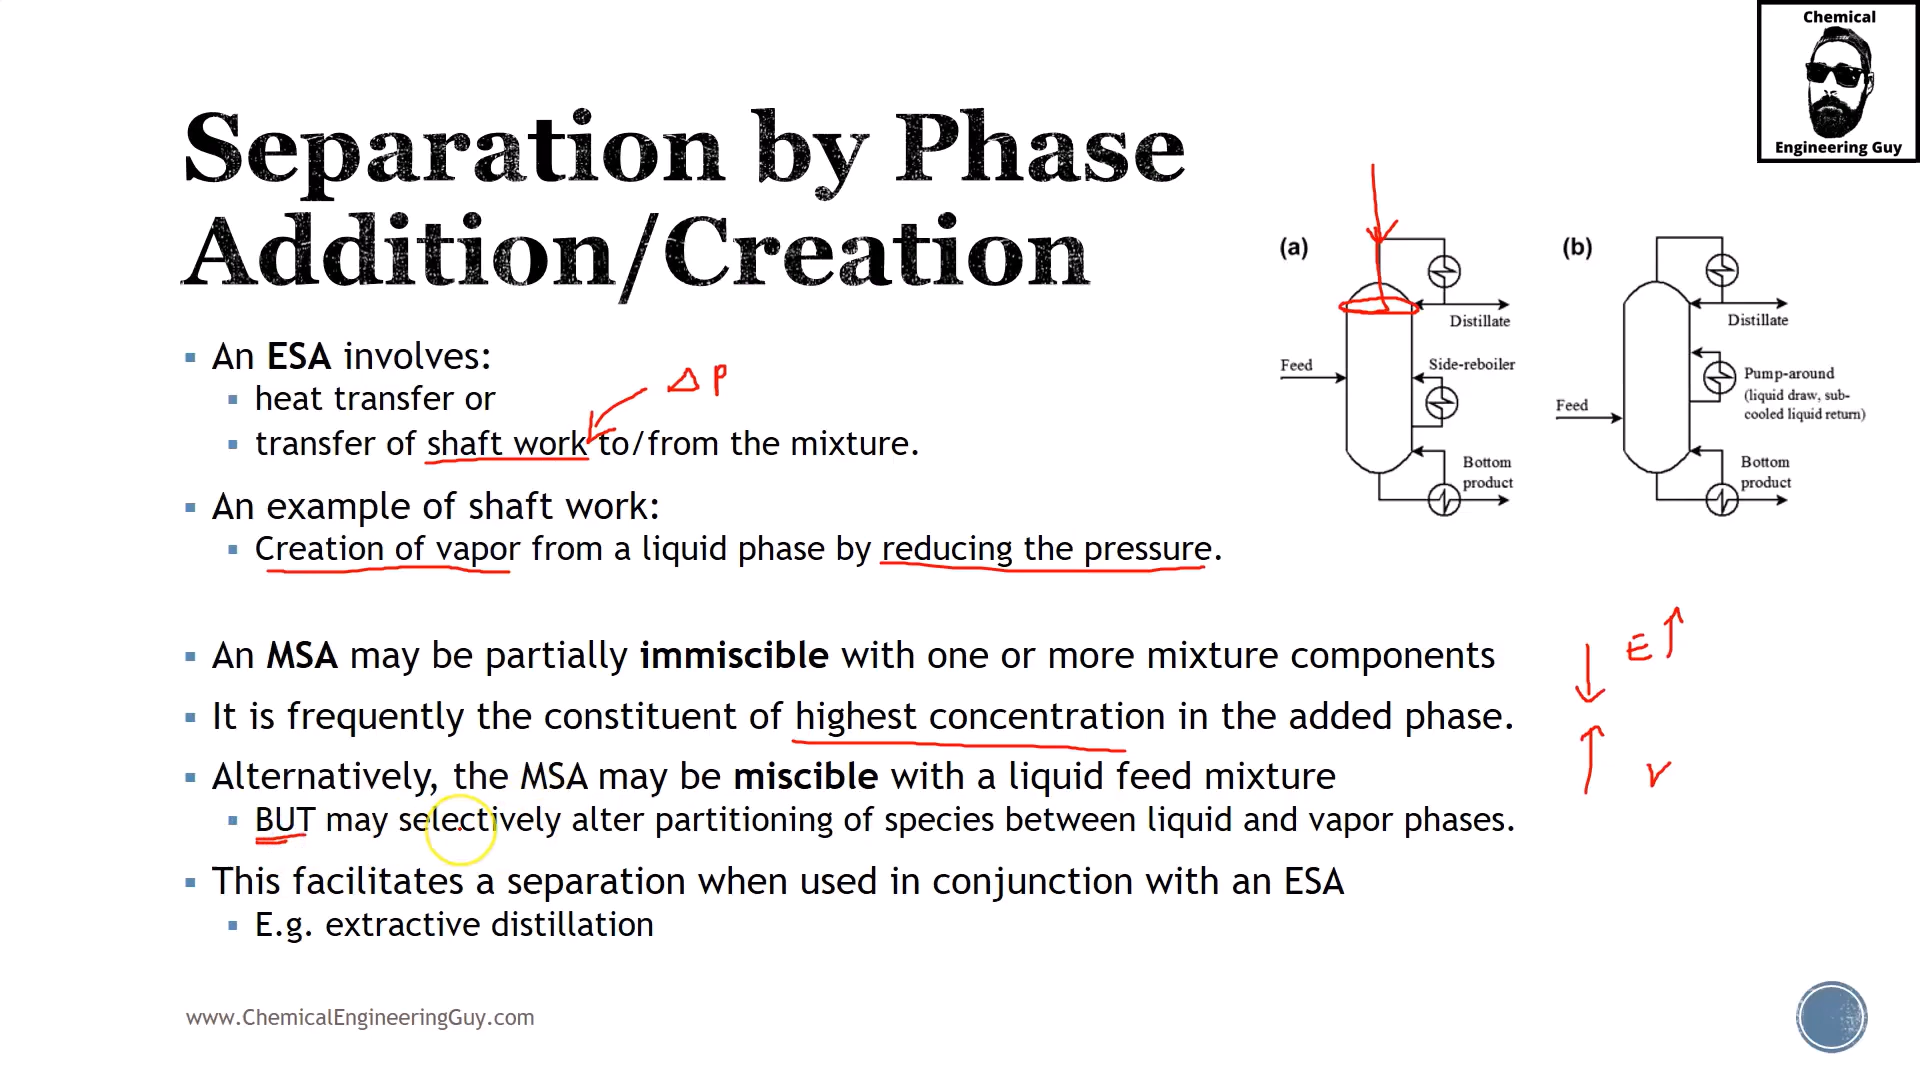 Chemical
Engineering Guy
Separation by Phase
Addition/Creation
An ESA involves:
heat transfer or
transfer of shaft work to/from the mixture.
Δ P
An example of shaft work:
Creation of vapor from a liquid phase by reducing the pressure.
An MSA may be partially immiscible with one or more mixture components
It is frequently the constituent of highest concentration in the added phase.
Alternatively, the MSA may be miscible with a liquid feed mixture
BUT may selectively alter partitioning of species between liquid and vapor phases.
This facilitates a separation when used in conjunction with an ESA
E.g. extractive distillation
(a)
Distillate
Feed
Side-reboiler
Bottom
product
(b)
Distillate
Pump-around
(liquid draw, sub-
cooled liquid return)
Feed
Bottom
product
E
V
www.ChemicalEngineeringGuy.com